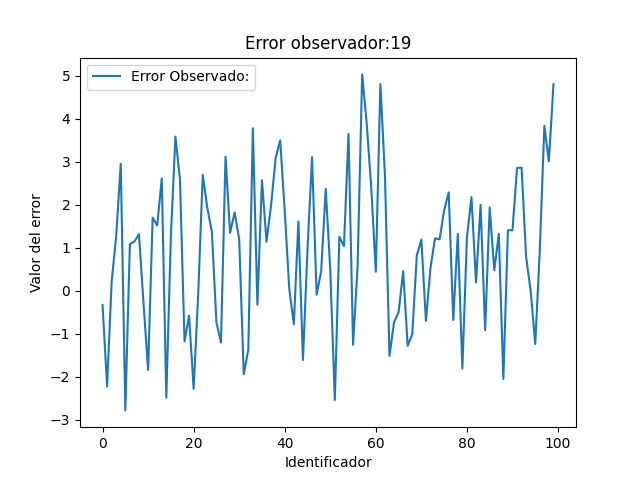 Error observador:19
Error Observado:
Valor del error
5
4
3
2
1
0
−1
−2
−3
0 20 40 60 80 100
Identificador